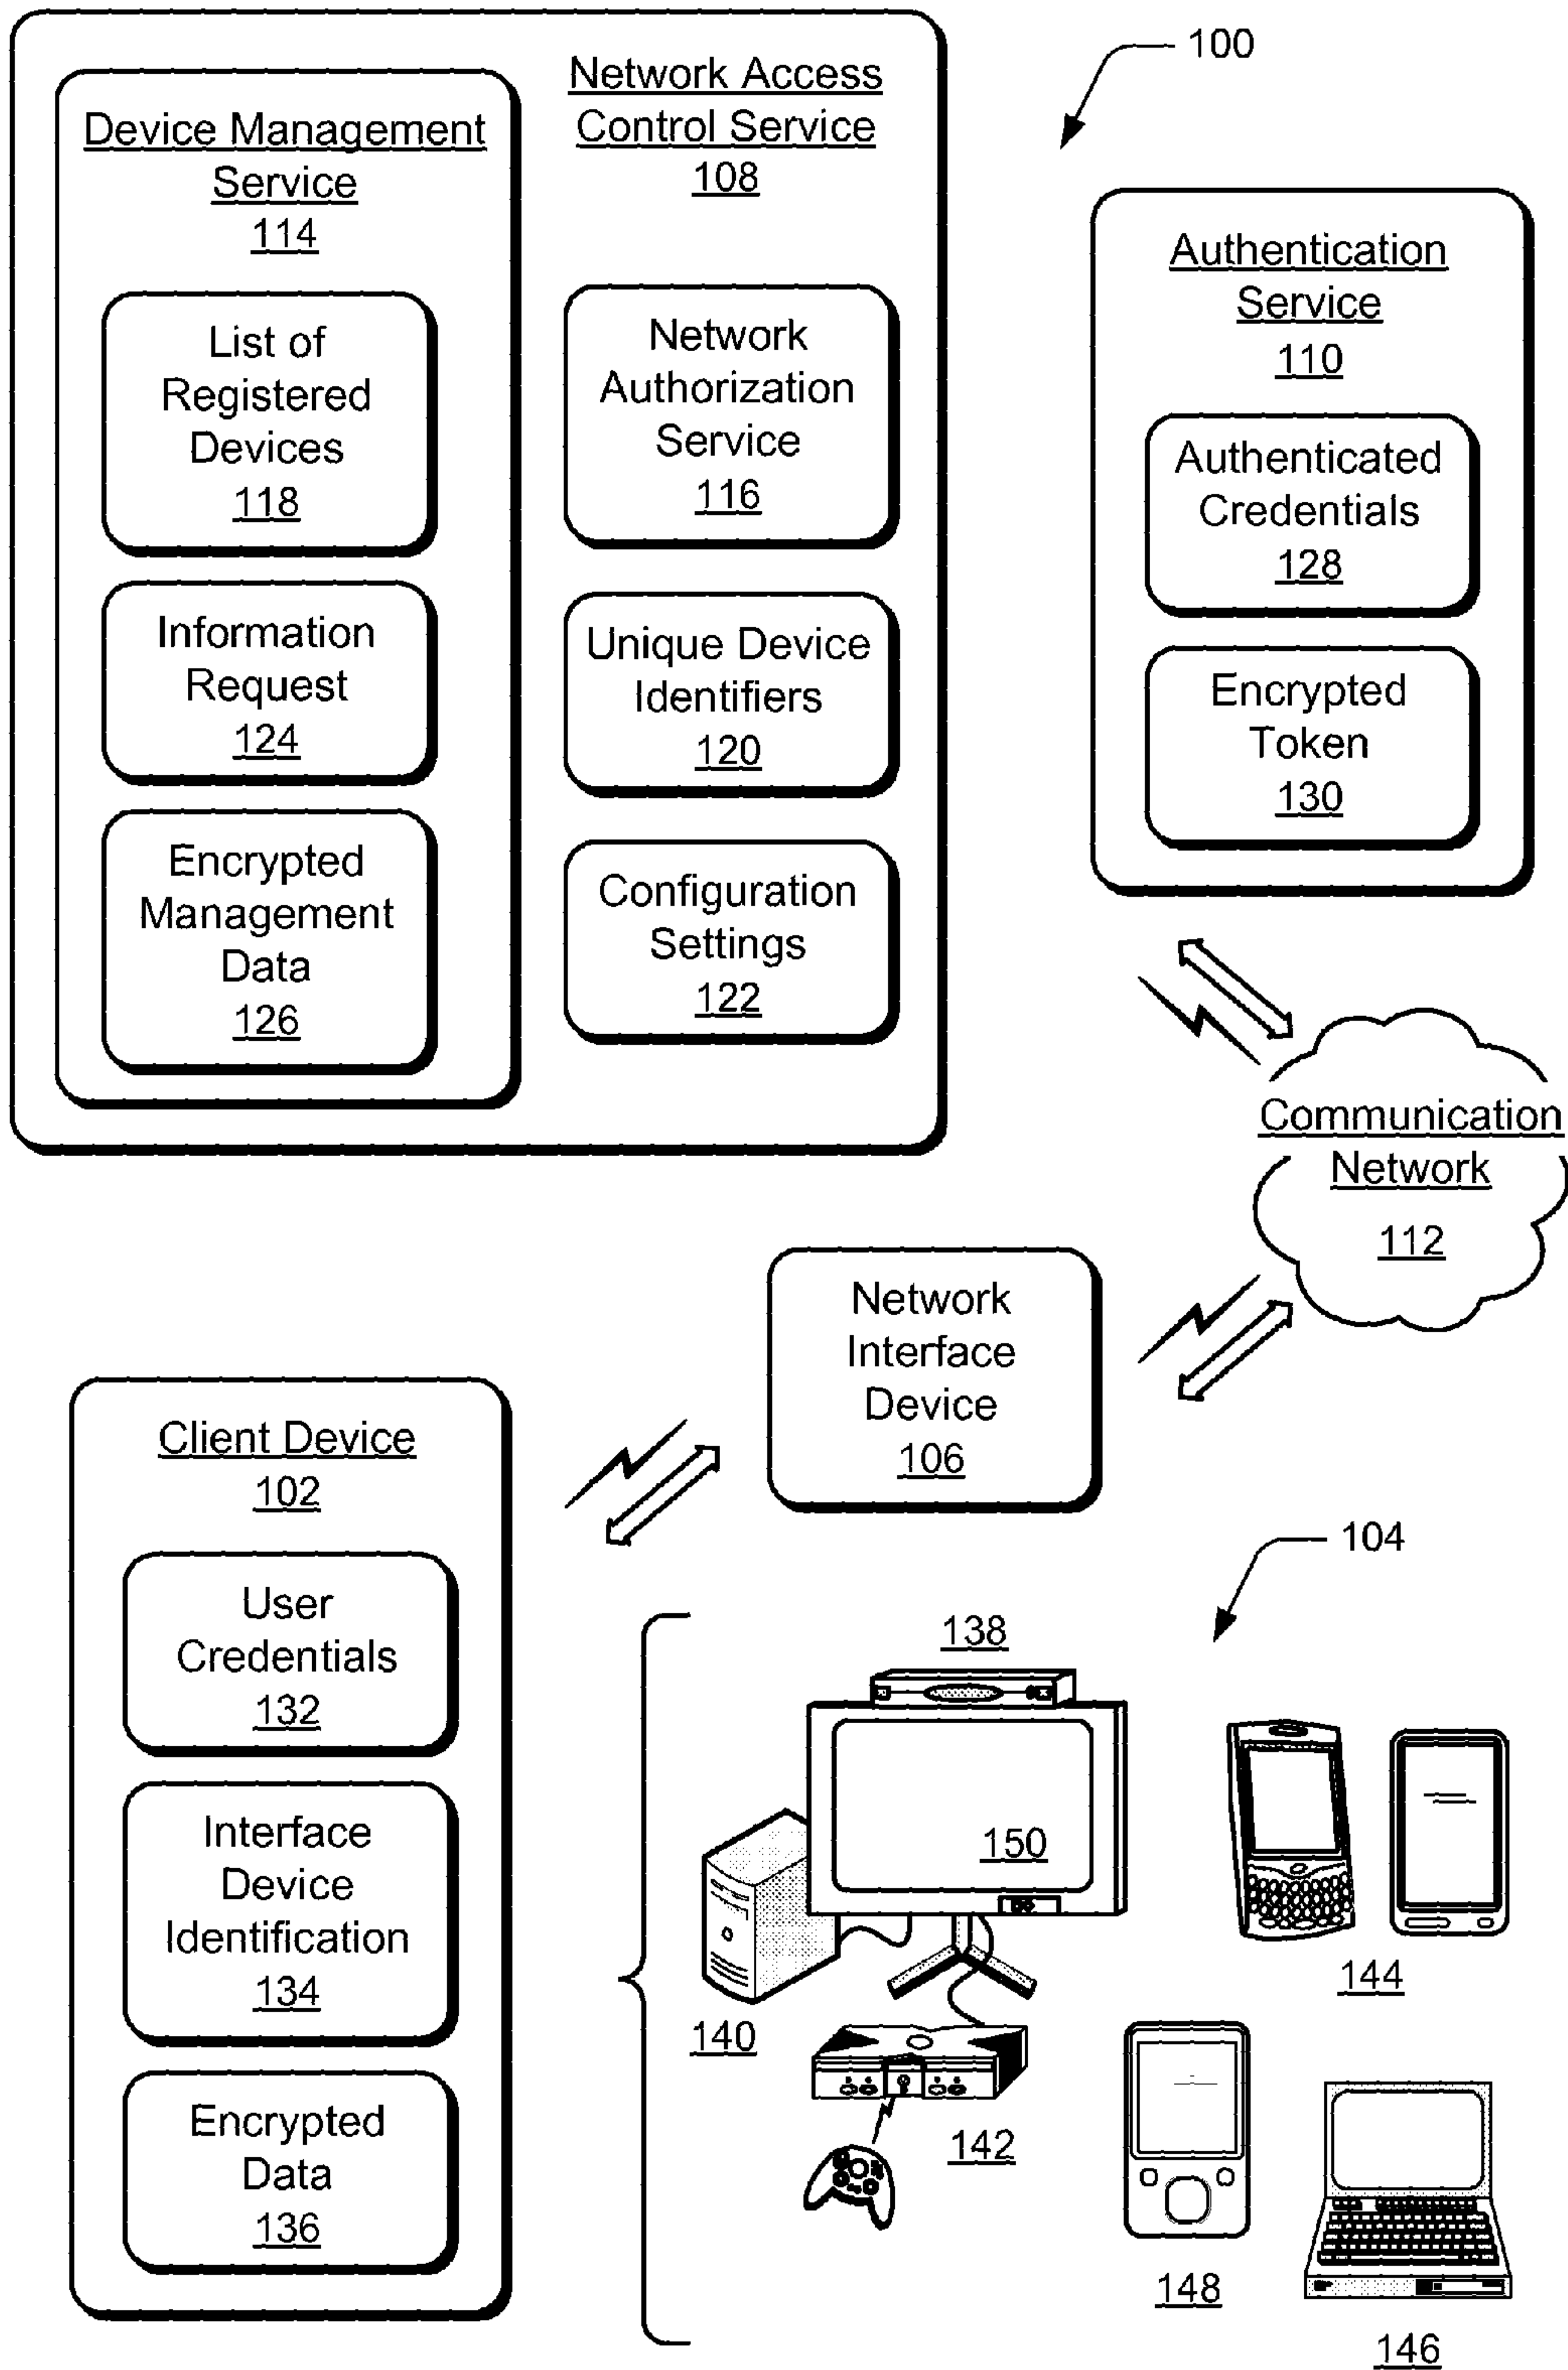 100
Network Access
Control Service
108
Device Management
Service
114
List of
Registered
Devices
118
Information
Request
124
Encrypted
Management
Data
126
Network
Authorization
Service
116
Unique Device
Identifiers
120
Configuration
Settings
122
Authentication
Service
110
Authenticated
Credentials
128
Encrypted
Token
130
Communication
Network
112
Network
Interface
Device
106
Client Device
102
User
Credentials
132
Interface
Device
Identification
134
Encrypted
Data
136
104
138
150
140
142
144
148
146